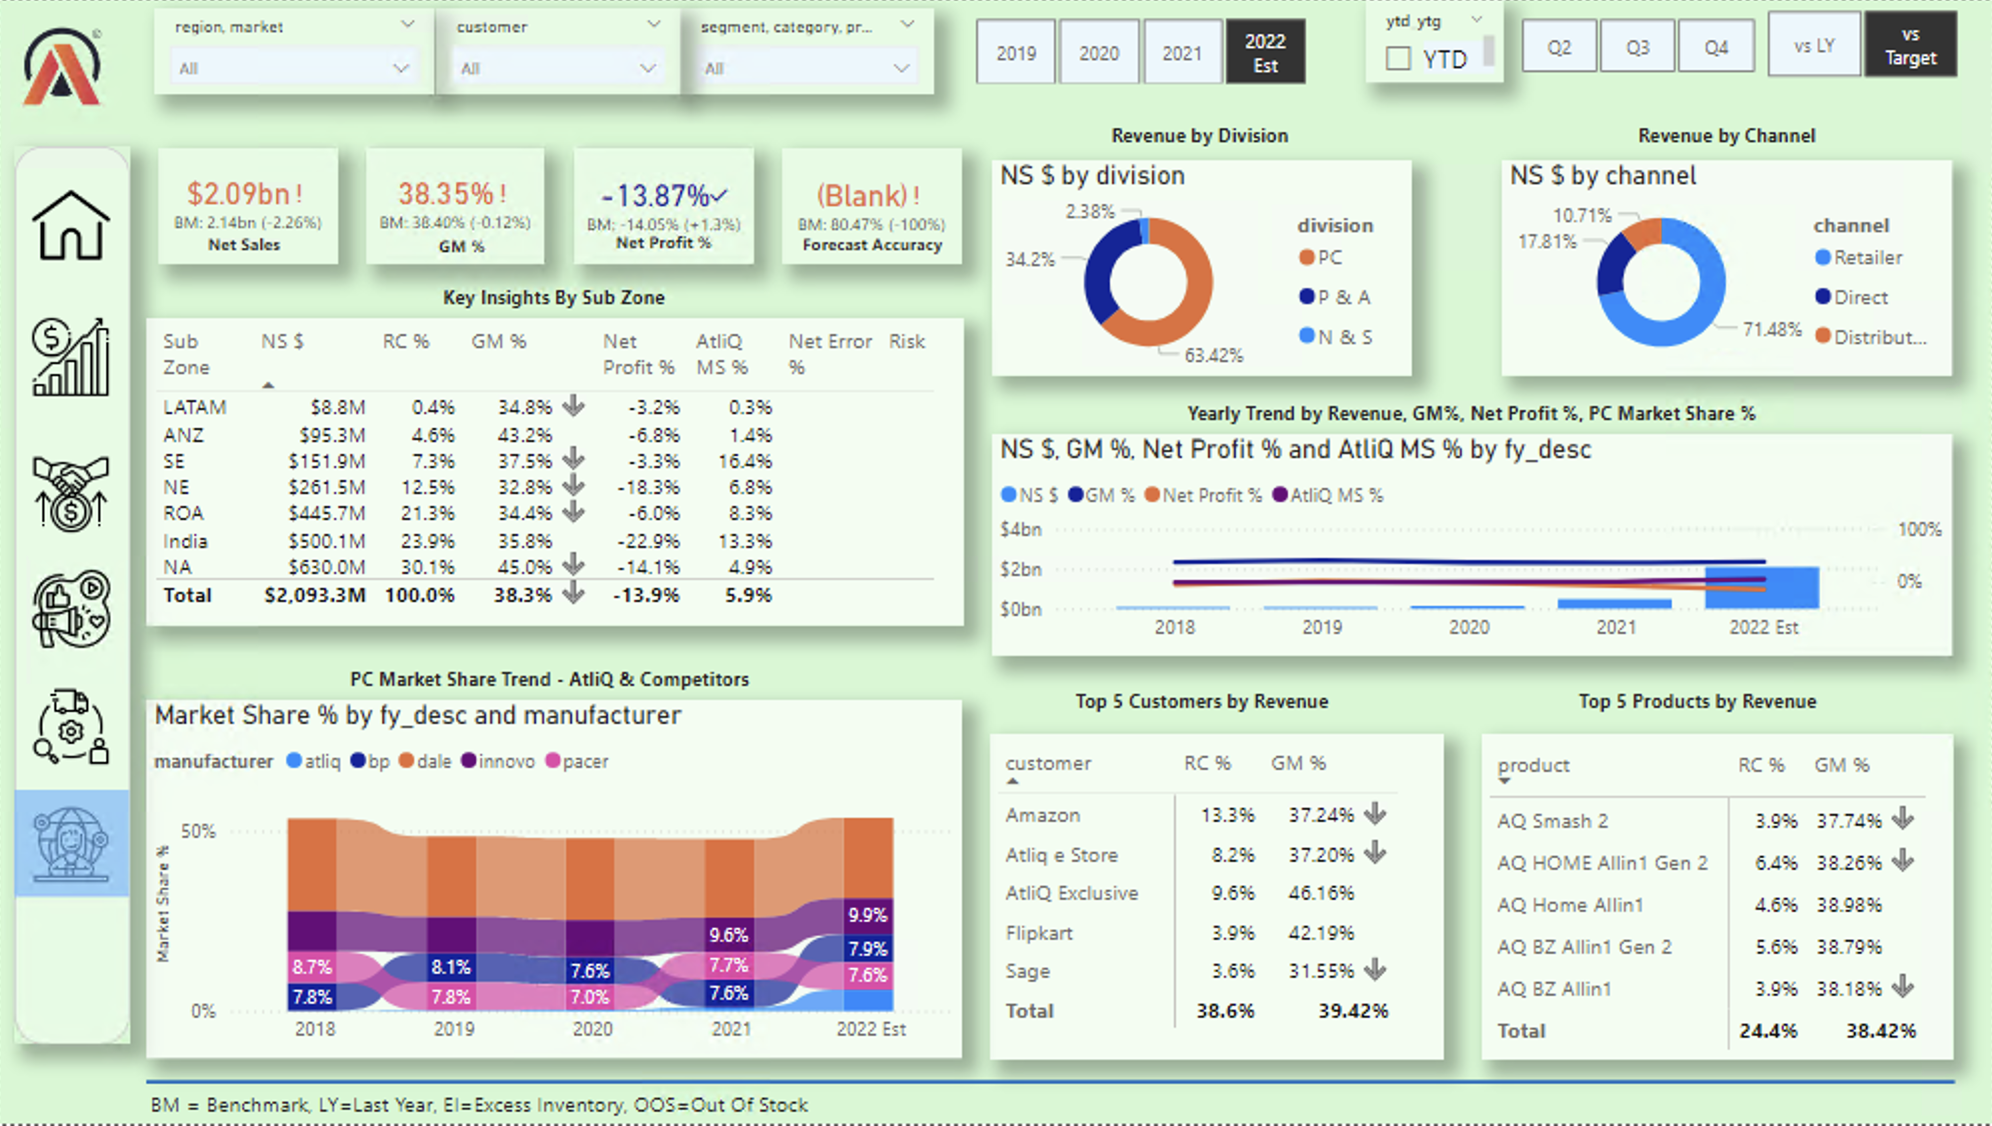 region, market
All
customer
All
segment, category, pr...
All
2019
2020
2021
2022 Est
ytd ytg
YTD
Q2
Q3
Q4
vs LY
vs Target
$2.09bn !
BM: 2.14bn (-2.26%)
Net Sales
38.35% !
BM: 38.40% (-0.12%)
GM %
-13.87%✓
BM: -14.05% (+1.3%)
Net Profit %
(Blank) !
BM: 80.47% (-100%)
Forecast Accuracy
Revenue by Division
NS $ by division
2.38%
34.2%
63.42%
division
PC
P & A
N & S
Revenue by Channel
NS $ by channel
10.71%
17.81%
71.48%
channel
Retailer
Direct
Distribut...
Key Insights By Sub Zone
Sub Zone NS $ RC % GM % Net Profit % AtliQ MS % Net Error % Risk
LATAM $8.8M 0.4% 34.8% -3.2% 0.3%
ANZ $95.3M 4.6% 43.2% -6.8% 1.4%
SE $151.9M 7.3% 37.5% -3.3% 16.4%
NE $261.5M 12.5% 32.8% -18.3% 6.8%
ROA $445.7M 21.3% 34.4% -6.0% 8.3%
India $500.1M 23.9% 35.8% -22.9% 13.3%
NA $630.0M 30.1% 45.0% -14.1% 4.9%
Total $2,093.3M 100.0% 38.3% -13.9% 5.9%
Yearly Trend by Revenue, GM%, Net Profit %, PC Market Share %
NS $, GM %, Net Profit % and AtliQ MS % by fy_desc
NS $ GM % Net Profit % AtliQ MS %
$4bn
$2bn
$0bn
100%
0%
2018 2019 2020 2021 2022 Est
PC Market Share Trend - AtliQ & Competitors
Market Share % by fy_desc and manufacturer
manufacturer atliq bp dale innovo pacer
Market Share %
50%
0%
8.7%
7.8%
8.1%
7.8%
7.6%
7.0%
9.6%
7.7%
7.6%
9.9%
7.9%
7.6%
2018 2019 2020 2021 2022 Est
Top 5 Customers by Revenue
customer RC % GM %
Amazon 13.3% 37.24%
Atliq e Store 8.2% 37.20%
AtliQ Exclusive 9.6% 46.16%
Flipkart 3.9% 42.19%
Sage 3.6% 31.55%
Total 38.6% 39.42%
Top 5 Products by Revenue
product RC % GM %
AQ Smash 2 3.9% 37.74%
AQ HOME Allin1 Gen 2 6.4% 38.26%
AQ Home Allin1 4.6% 38.98%
AQ BZ Allin1 Gen 2 5.6% 38.79%
AQ BZ Allin1 3.9% 38.18%
Total 24.4% 38.42%
BM = Benchmark, LY=Last Year, EI=Excess Inventory, OOS=Out Of Stock